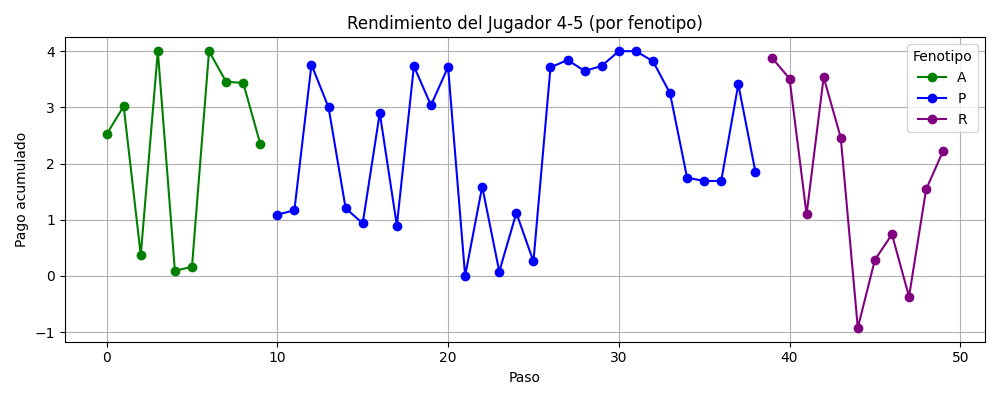 Rendimiento del Jugador 4-5 (por fenotipo)
Pago acumulado
4
3
2
1
0
−1
0 10 20 30 40 50
Paso
Fenotipo
A
P
R